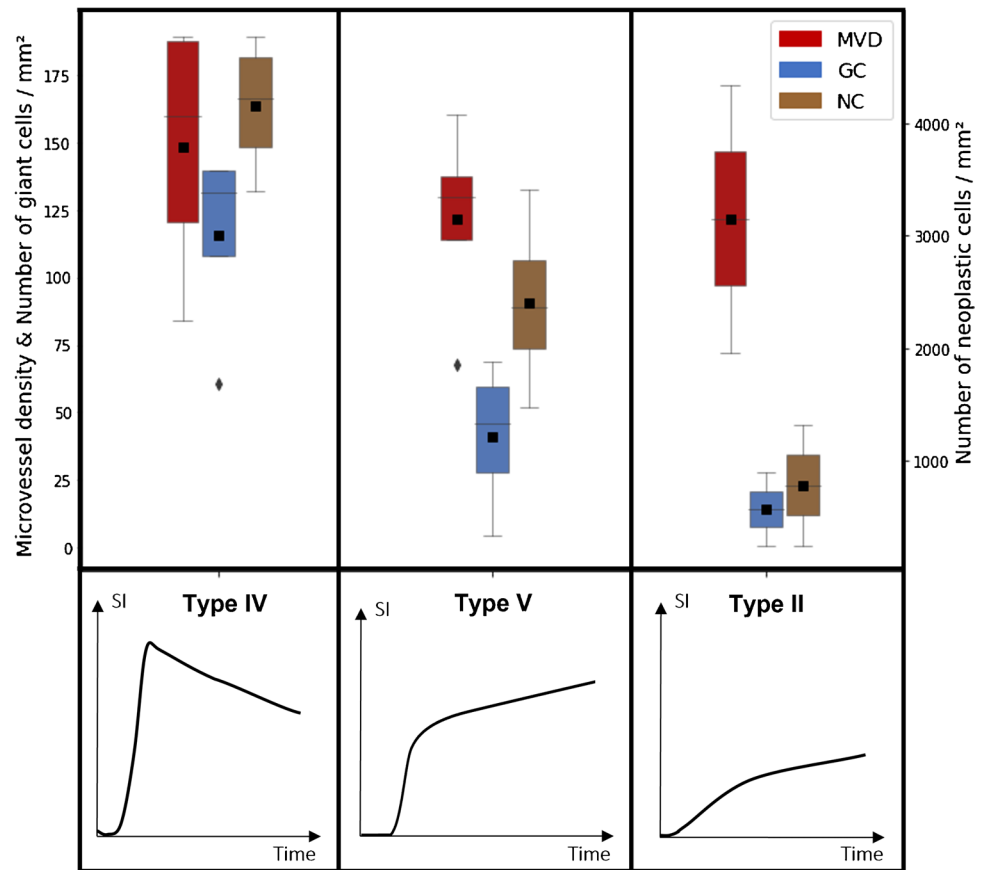 Microvessel density & Number of giant cells / mm²
175
150
125
100
75
50
25
0
MVD
GC
NC
4000
3000
2000
1000
Number of neoplastic cells / mm²
SI
Type IV
Time
SI
Type V
Time
SI
Type II
Time